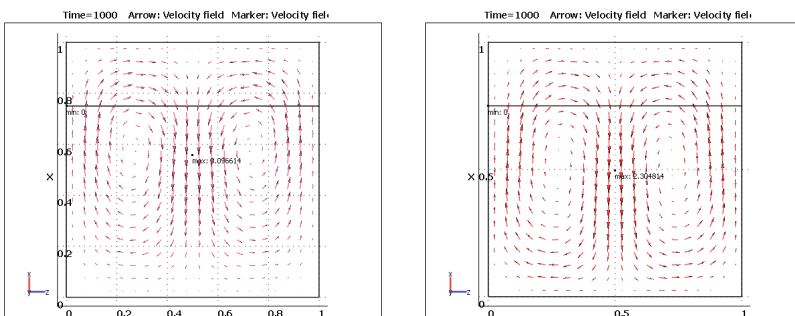 Time=1000 Arrow: Velocity field Marker: Velocity fiel
1
0.8
min: 0
0.6
max: 0.096614
x
0.4
0.2
x
y
z
0
0
0.2
0.4
0.6
0.8
1
Time=1000 Arrow: Velocity field Marker: Velocity fiel
1
min: 0
x
0.5
max: 2.304814
x
y
z
0
0.5
1